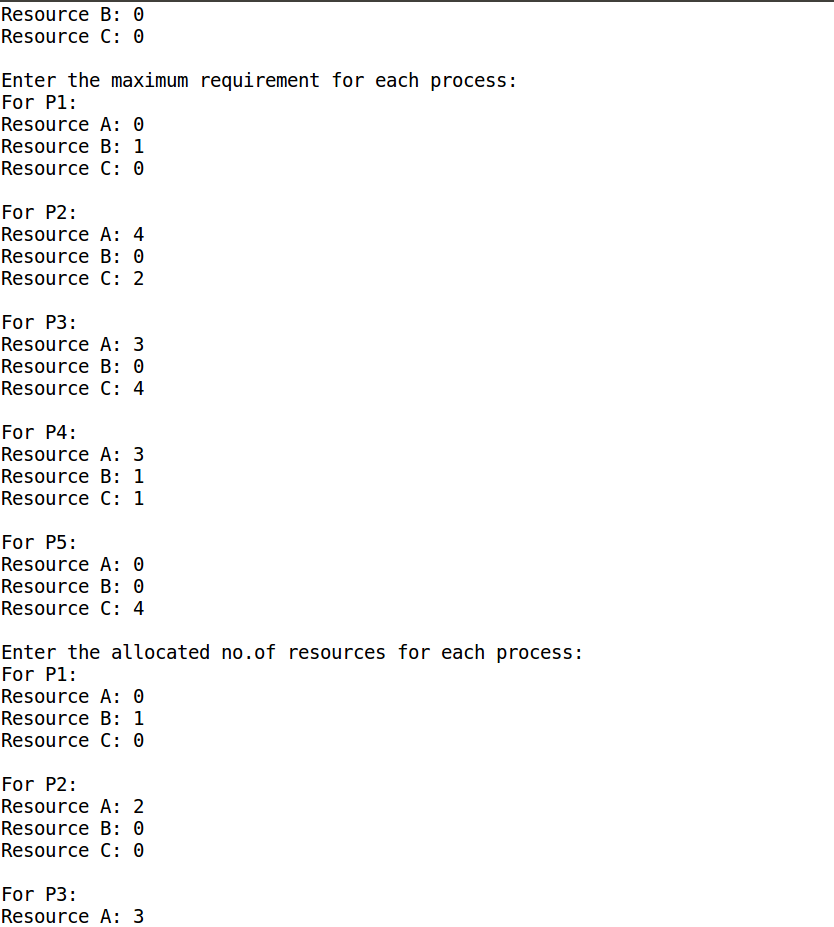 Resource B: 0
Resource C: 0
Enter the maximum requirement for each process:
For P1:
Resource A: 0
Resource B: 1
Resource C: 0
For P2:
Resource A: 4
Resource B: 0
Resource C: 2
For P3:
Resource A: 3
Resource B: 0
Resource C: 4
For P4:
Resource A: 3
Resource B: 1
Resource C: 1
For P5:
Resource A: 0
Resource B: 0
Resource C: 4
Enter the allocated no.of resources for each process:
For P1:
Resource A: 0
Resource B: 1
Resource C: 0
For P2:
Resource A: 2
Resource B: 0
Resource C: 0
For P3:
Resource A: 3